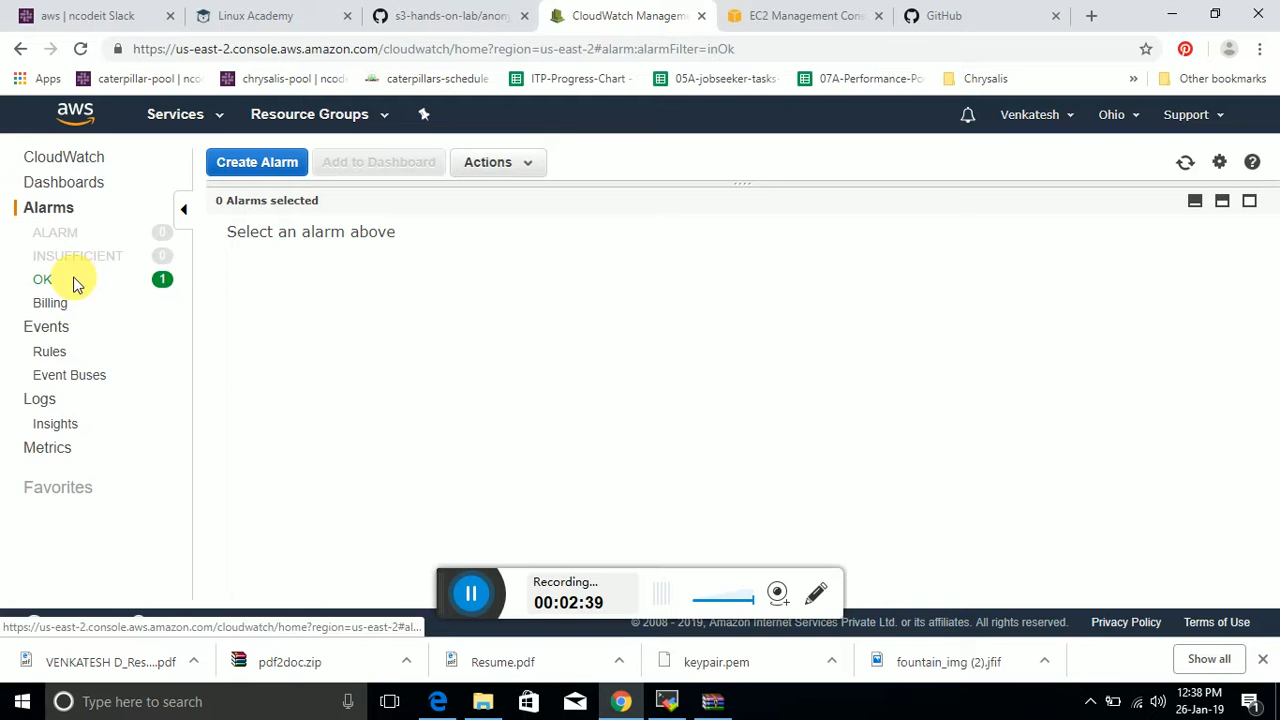 aws | ncodeit Slack
Linux Academy
s3-hands-on-lab/anony
CloudWatch Managem
EC2 Management Con
GitHub
https://us-east-2.console.aws.amazon.com/cloudwatch/home?region=us-east-2#alarm:alarmFilter=inOk
Apps
caterpillar-pool | nco
chrysalis-pool | ncode
caterpillars-schedule
ITP-Progress-Chart -
05A-jobseeker-tasks
07A-Performance-Po
Chrysalis
»
Other bookmarks
aws
Services
Resource Groups
Venkatesh
Ohio
Support
CloudWatch
Dashboards
Alarms
ALARM 0
INSUFFICIENT 0
OK 1
Billing
Events
Rules
Event Buses
Logs
Insights
Metrics
Favorites
Create Alarm
Add to Dashboard
Actions
0 Alarms selected
Select an alarm above
Recording...
00:02:39
https://us-east-2.console.aws.amazon.com/cloudwatch/home?region=us-east-2#al...
© 2008 - 2019, Amazon Internet Services Private Ltd. or its affiliates. All rights reserved.
Privacy Policy
Terms of Use
VENKATESH D_Res....pdf
pdf2doc.zip
Resume.pdf
keypair.pem
fountain_img (2).jfif
Show all
Type here to search
12:38 PM
26-Jan-19
1